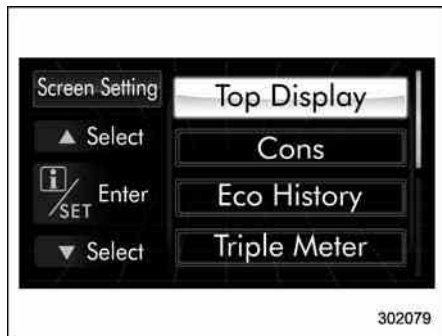 Screen Setting
Top Display
▲ Select
Cons
i/SET Enter
Eco History
▼ Select
Triple Meter
302079